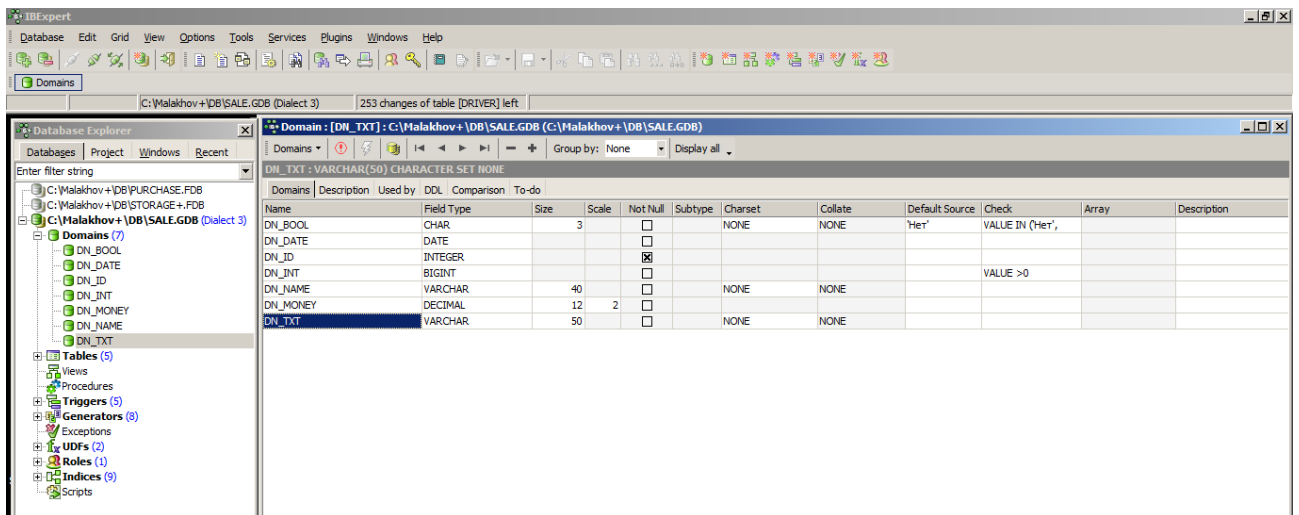 IBExpert
Database Edit Grid View Options Tools Services Plugins Windows Help
Domains
C:\Malakhov+\DB\SALE.GDB (Dialect 3) 253 changes of table [DRIVER] left
Database Explorer
Databases Project Windows Recent
Enter filter string
C:\Malakhov+\DB\PURCHASE.FDB
C:\Malakhov+\DB\STORAGE+.FDB
C:\Malakhov+\DB\SALE.GDB (Dialect 3)
Domains (7)
DN_BOOL
DN_DATE
DN_ID
DN_INT
DN_MONEY
DN_NAME
DN_TXT
Tables (5)
Views
Procedures
Triggers (5)
Generators (8)
Exceptions
UDFs (2)
Roles (1)
Indices (9)
Scripts
Domain : [DN_TXT] : C:\Malakhov+\DB\SALE.GDB (C:\Malakhov+\DB\SALE.GDB)
Domains Group by: None Display all
DN_TXT : VARCHAR(50) CHARACTER SET NONE
Domains Description Used by DDL Comparison To-do
Name Field Type Size Scale Not Null Subtype Charset Collate Default Source Check Array Description
DN_BOOL CHAR 3 NONE NONE 'Нет' VALUE IN ('Нет',
DN_DATE DATE
DN_ID INTEGER
DN_INT BIGINT VALUE >0
DN_NAME VARCHAR 40 NONE NONE
DN_MONEY DECIMAL 12 2
DN_TXT VARCHAR 50 NONE NONE